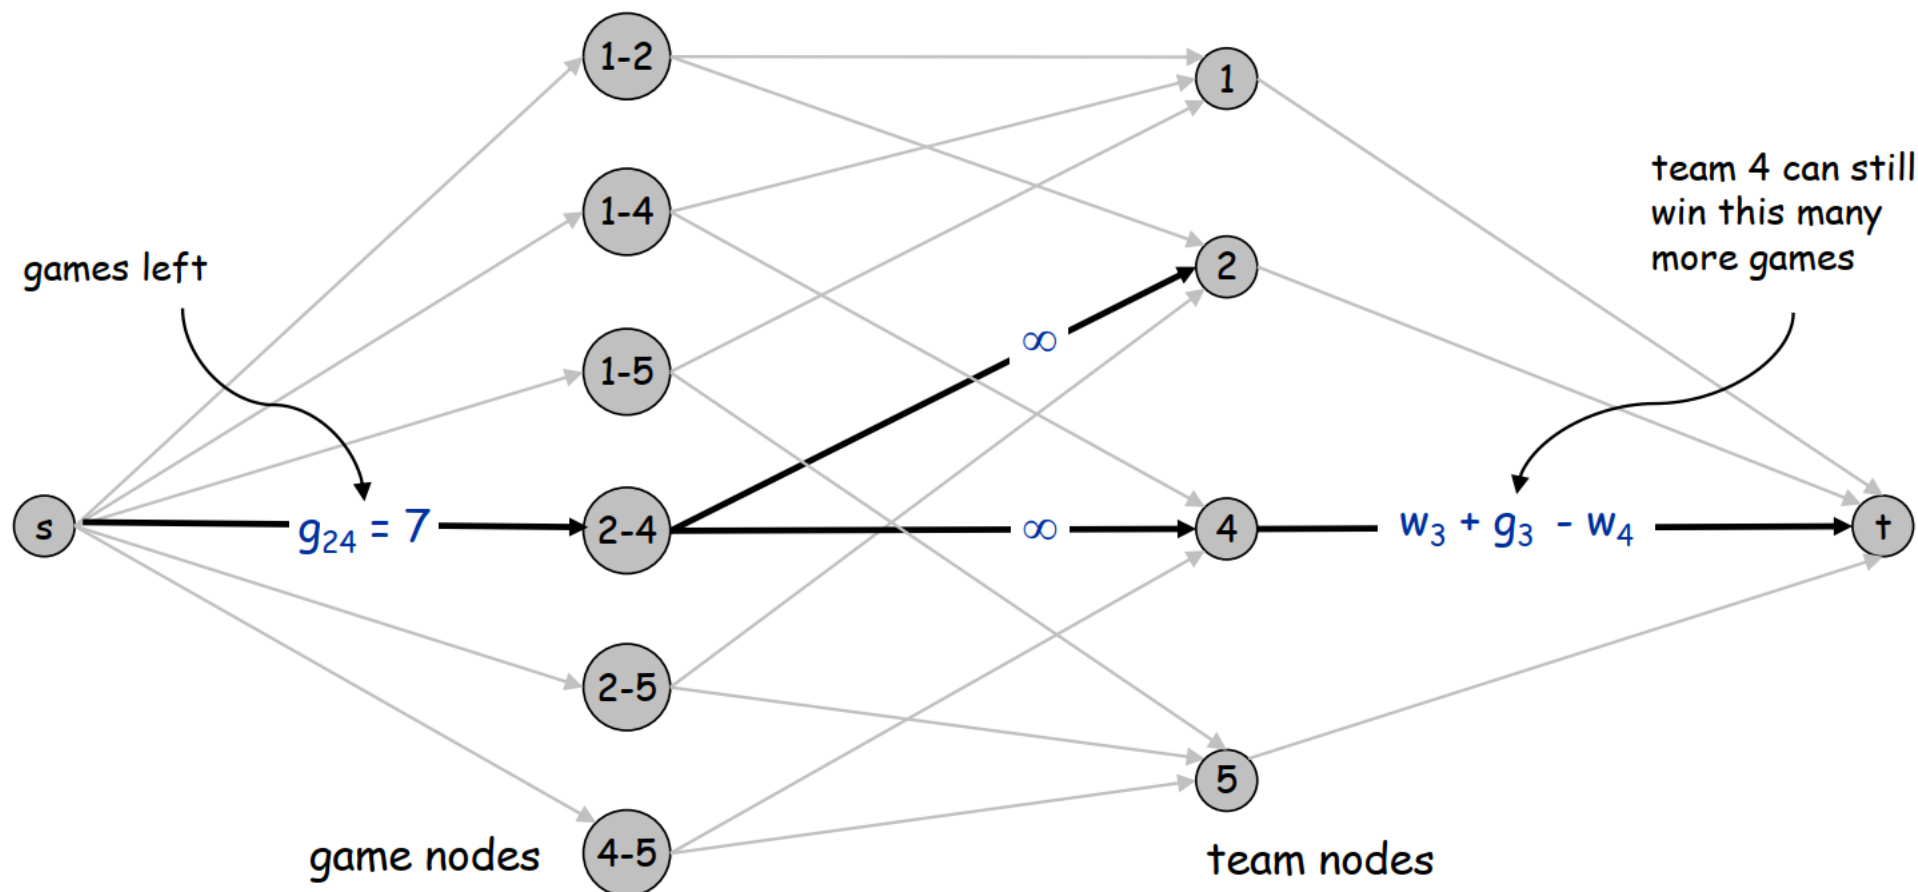 1-2
1
1-4
team 4 can still
win this many
more games
games left
2
∞
1-5
s
g₂₄ = 7
2-4
∞
4
w₃ + g₃ - w₄
t
2-5
5
game nodes
4-5
team nodes